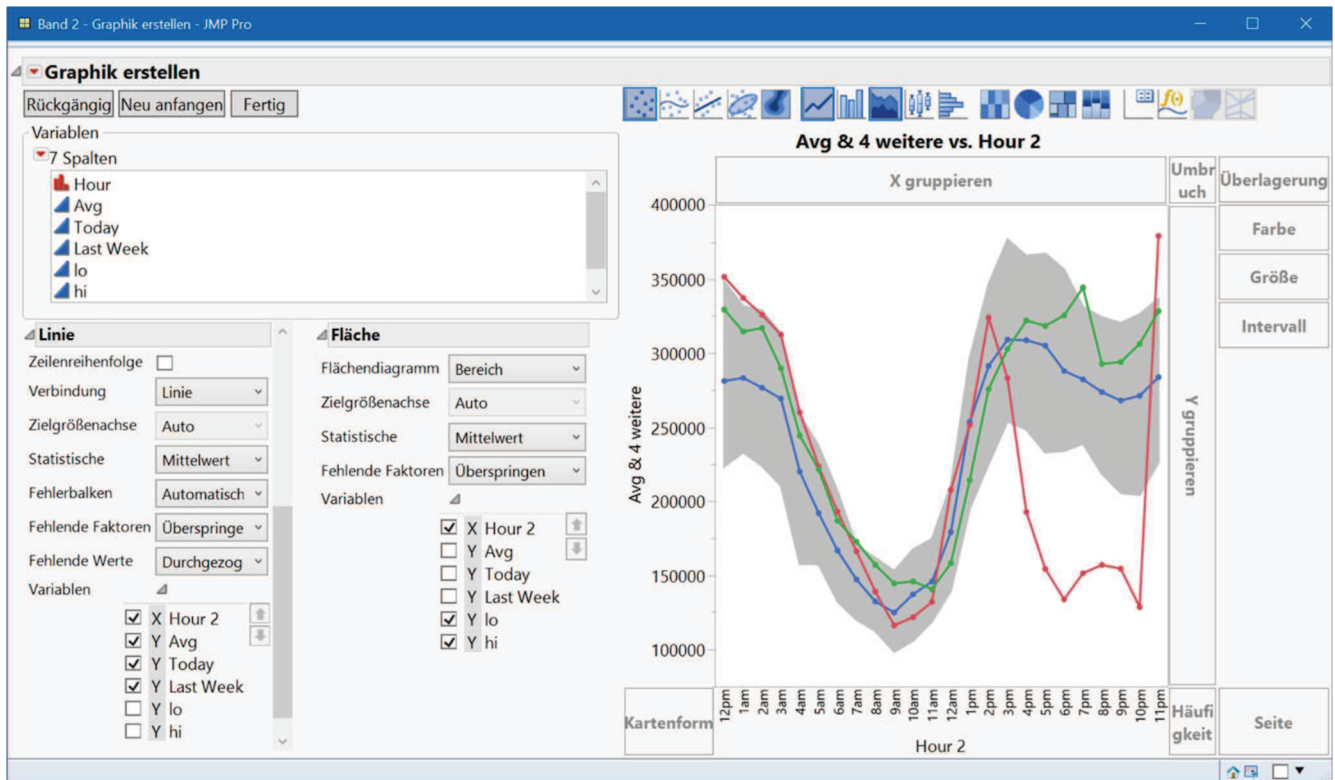 Band 2 - Graphik erstellen - JMP Pro
Graphik erstellen
Rückgängig
Neu anfangen
Fertig
Variablen
7 Spalten
Hour
Avg
Today
Last Week
lo
hi
Linie
Zeilenreihenfolge
Verbindung Linie
Zielgrößenachse Auto
Statistische Mittelwert
Fehlerbalken Automatisch
Fehlende Faktoren Überspringe
Fehlende Werte Durchgezog
Variablen
X Hour 2
Y Avg
Y Today
Y Last Week
Y lo
Y hi
Fläche
Flächendiagramm Bereich
Zielgrößenachse Auto
Statistische Mittelwert
Fehlende Faktoren Überspringen
Variablen
X Hour 2
Y Avg
Y Today
Y Last Week
Y lo
Y hi
Avg & 4 weitere vs. Hour 2
X gruppieren
Umbr
uch
Überlagerung
Farbe
Größe
Intervall
Y gruppieren
Avg & 4 weitere
400000
350000
300000
250000
200000
150000
100000
12pm
1am
2am
3am
4am
5am
6am
7am
8am
9am
10am
11am
12am
1pm
2pm
3pm
4pm
5pm
6pm
7pm
8pm
9pm
10pm
11pm
Hour 2
Kartenform
Häufi
gkeit
Seite